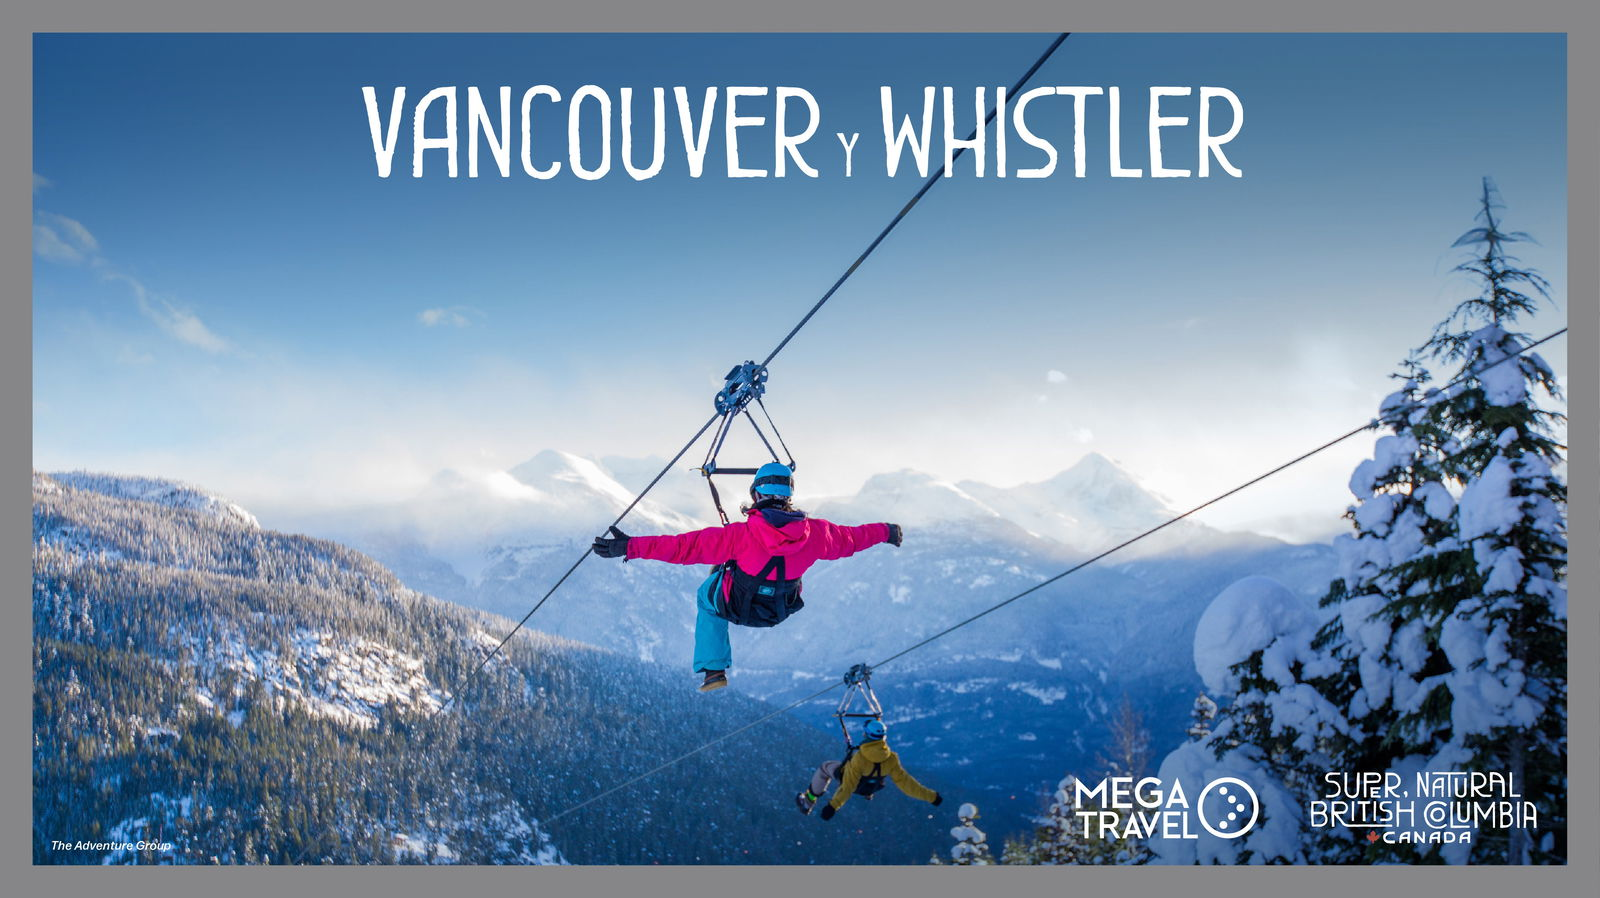 VANCOUVER Y WHISTLER
MEGA
TRAVEL
SUPER, NATURAL
BRITISH COLUMBIA
CANADA
The Adventure Group